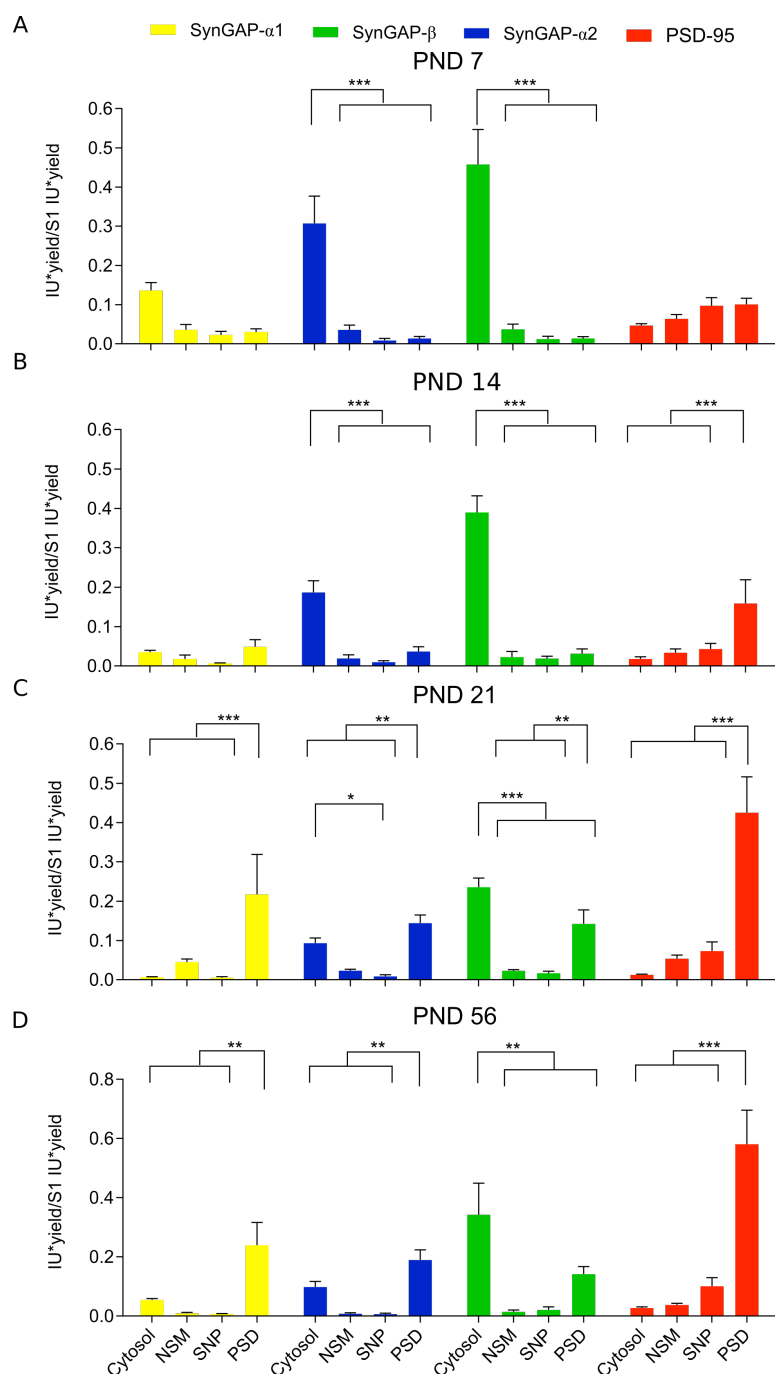 A
SynGAP-α1 SynGAP-β SynGAP-α2 PSD-95
PND 7
*** ***
IU*yield/S1 IU*yield
0.6
0.5
0.4
0.3
0.2
0.1
0.0
B
PND 14
*** *** ***
IU*yield/S1 IU*yield
0.6
0.5
0.4
0.3
0.2
0.1
0.0
C
PND 21
*** ** ** ***
* ***
IU*yield/S1 IU*yield
0.6
0.5
0.4
0.3
0.2
0.1
0.0
D
PND 56
** ** ** ***
IU*yield/S1 IU*yield
0.8
0.6
0.4
0.2
0.0
Cytosol NSM SNP PSD Cytosol NSM SNP PSD Cytosol NSM SNP PSD Cytosol NSM SNP PSD